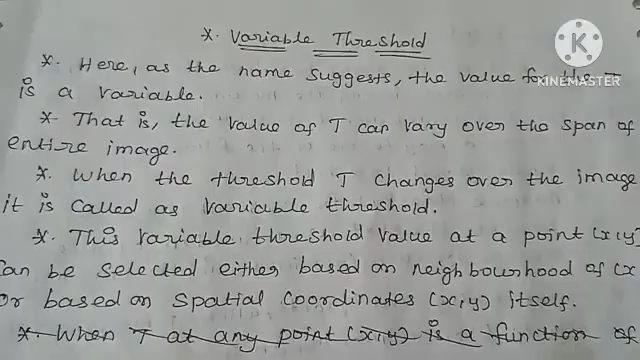 * Variable Threshold
KINEMASTER
* Here, as the name suggests, the value for the T
is a variable.
* That is, the value of T can vary over the span of
entire image.
* When the threshold T changes over the image
it is called as variable threshold.
* This variable threshold value at a point (x,y)
can be selected either based on neighbourhood of (x
or based on spatial coordinates (x,y) itself.
* When T at any point (x,y) is a function of